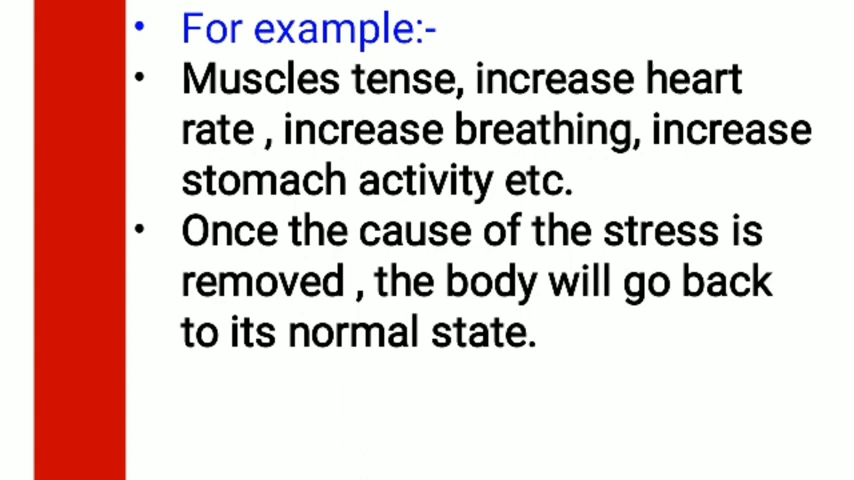 • For example:-
• Muscles tense, increase heart
rate , increase breathing, increase
stomach activity etc.
• Once the cause of the stress is
removed , the body will go back
to its normal state.